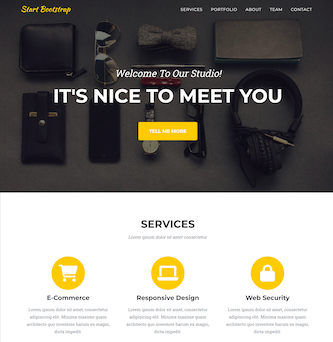 Start Bootstrap
SERVICES PORTFOLIO ABOUT TEAM CONTACT
Welcome To Our Studio!
IT'S NICE TO MEET YOU
TELL ME MORE
SERVICES
Lorem ipsum dolor sit amet consectetur.
E-Commerce
Responsive Design
Web Security
Lorem ipsum dolor sit amet, consectetur
adipisicing elit. Minima maxime quam
architecto quo inventore harum ex magni,
dicta impedit.
Lorem ipsum dolor sit amet, consectetur
adipisicing elit. Minima maxime quam
architecto quo inventore harum ex magni,
dicta impedit.
Lorem ipsum dolor sit amet, consectetur
adipisicing elit. Minima maxime quam
architecto quo inventore harum ex magni,
dicta impedit.